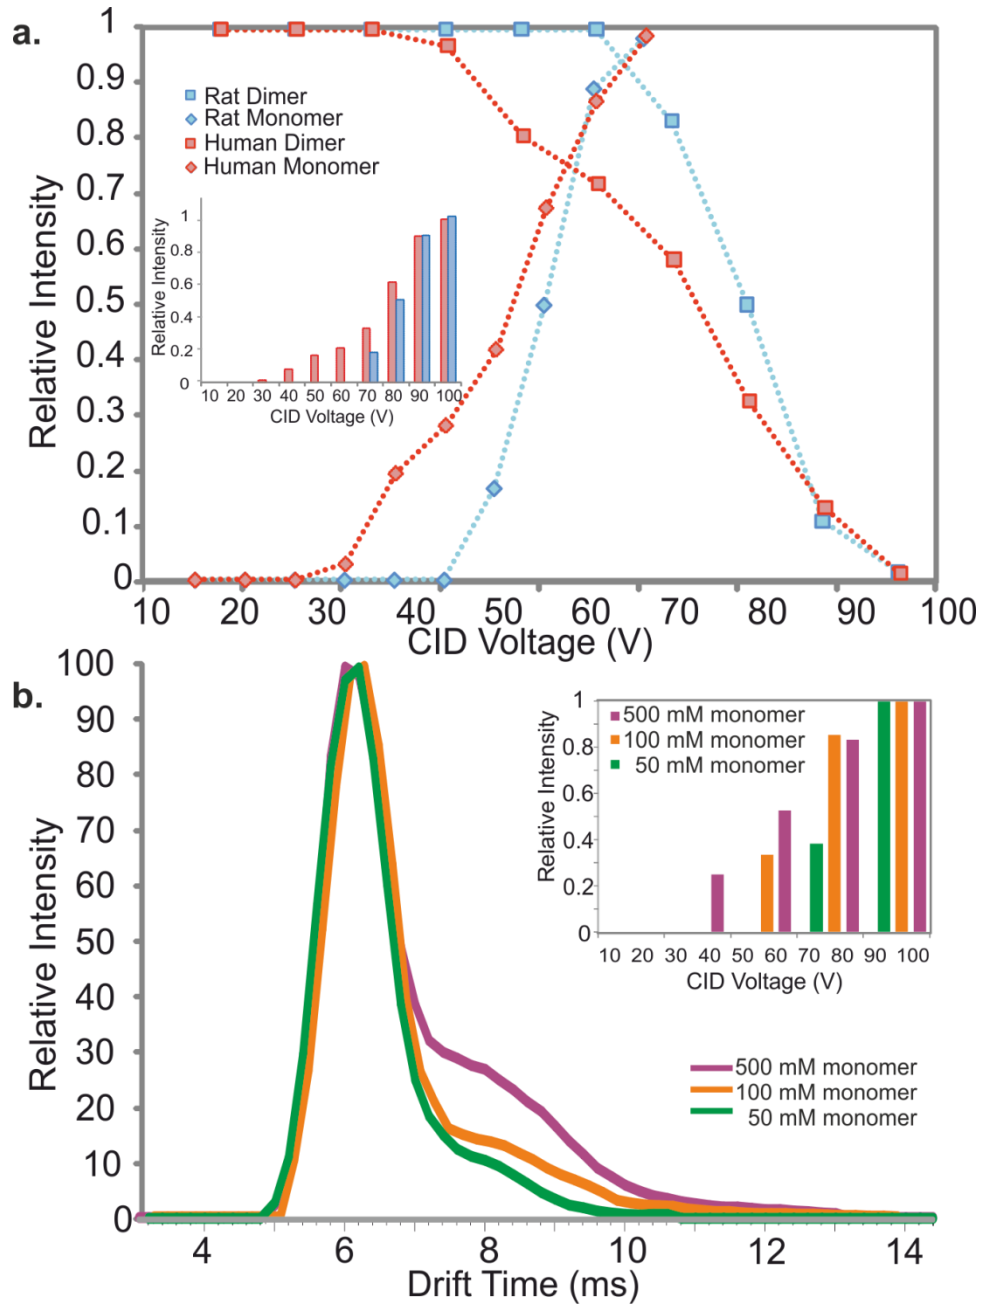 a.
1
0.9
0.8
0.7
0.6
0.5
0.4
0.3
0.2
0.1
0
Relative Intensity
Rat Dimer
Rat Monomer
Human Dimer
Human Monomer
Relative Intensity
1
0.8
0.6
0.4
0.2
0
10 20 30 40 50 60 70 80 90 100
CID Voltage (V)
10 20 30 40 50 60 70 80 90 100
CID Voltage (V)
b.
100
90
80
70
60
50
40
30
20
10
0
Relative Intensity
Relative Intensity
1
0.8
0.6
0.4
0.2
0
500 mM monomer
100 mM monomer
50 mM monomer
10 20 30 40 50 60 70 80 90 100
CID Voltage (V)
500 mM monomer
100 mM monomer
50 mM monomer
4 6 8 10 12 14
Drift Time (ms)